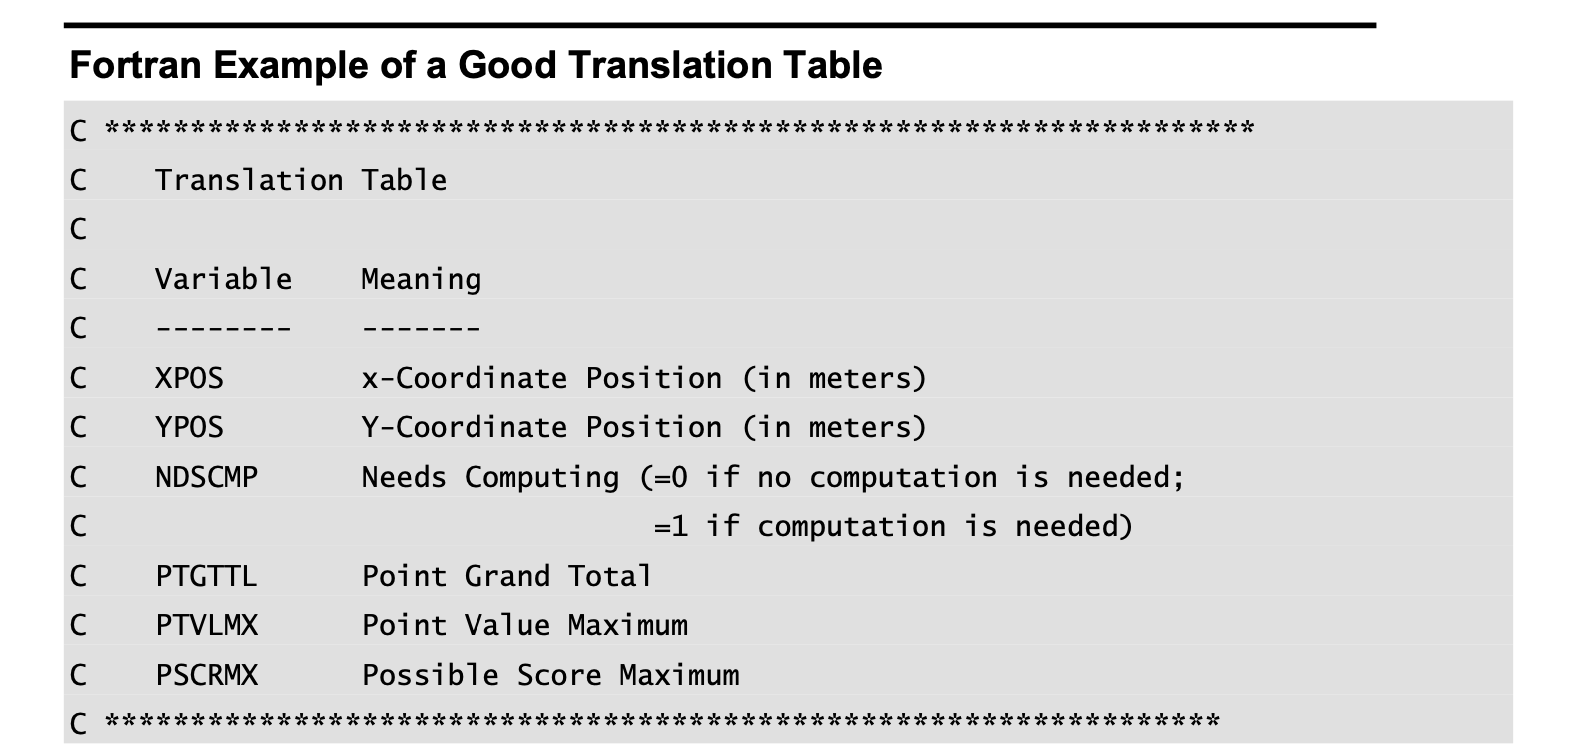 Fortran Example of a Good Translation Table
C *******************************************************************
C    Translation Table
C
C    Variable    Meaning
C    --------    -------
C    XPOS        x-Coordinate Position (in meters)
C    YPOS        Y-Coordinate Position (in meters)
C    NDSCMP      Needs Computing (=0 if no computation is needed;
C                                 =1 if computation is needed)
C    PTGTTL      Point Grand Total
C    PTVLMX      Point Value Maximum
C    PSCRMX      Possible Score Maximum
C *****************************************************************